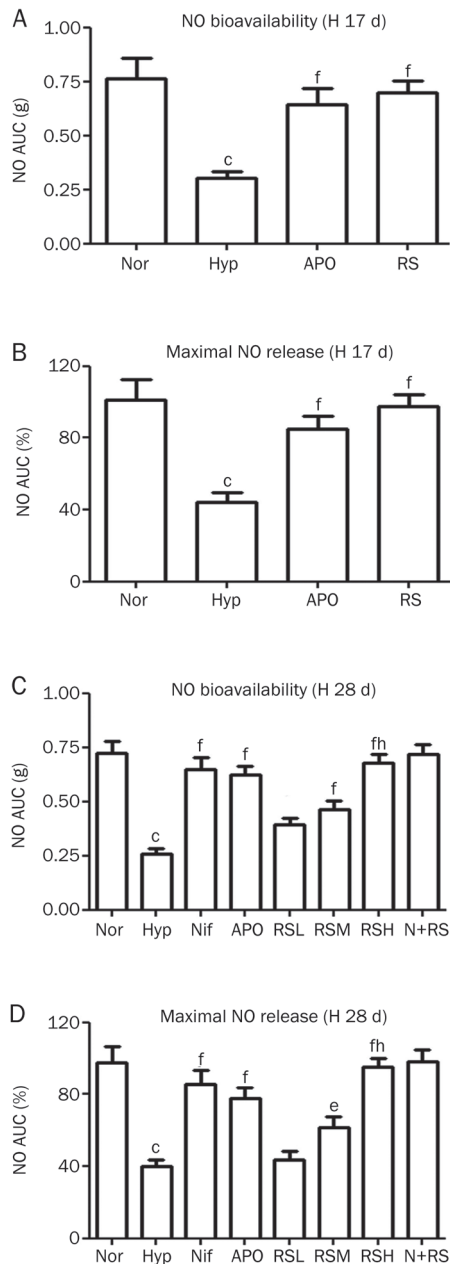 A
NO bioavailability (H 17 d)
1.00
0.75
0.50
0.25
0.00
NO AUC (g)
c
f
f
Nor Hyp APO RS
B
Maximal NO release (H 17 d)
120
80
40
0
NO AUC (%)
c
f
f
Nor Hyp APO RS
C
NO bioavailability (H 28 d)
1.00
0.75
0.50
0.25
0.00
NO AUC (g)
c
f
f
f
fh
Nor Hyp Nif APO RSL RSM RSH N+RS
D
Maximal NO release (H 28 d)
120
80
40
0
NO AUC (%)
c
f
f
e
fh
Nor Hyp Nif APO RSL RSM RSH N+RS